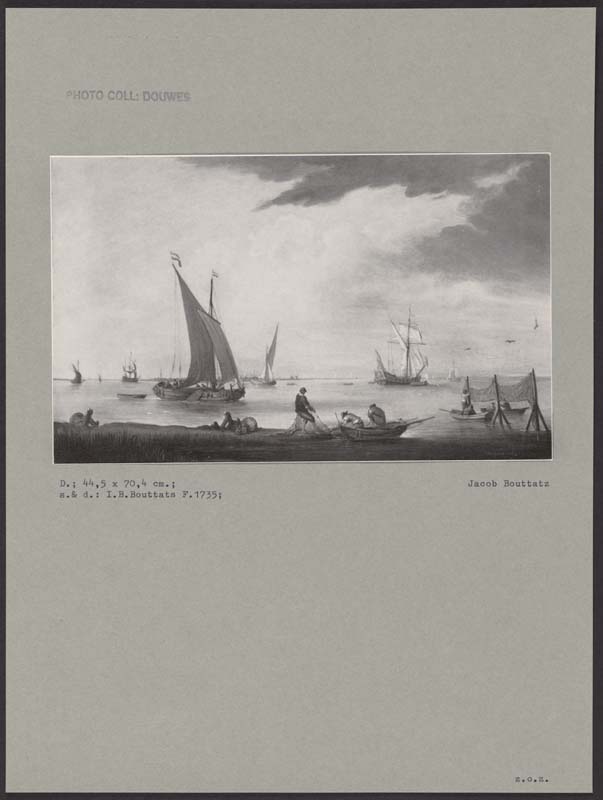 PHOTO COLL: DOUWES
D.; 44,5 x 70,4 cm.;
s.& d.: I.B.Bouttats F.1735;
Jacob Bouttatz
Z.O.Z.